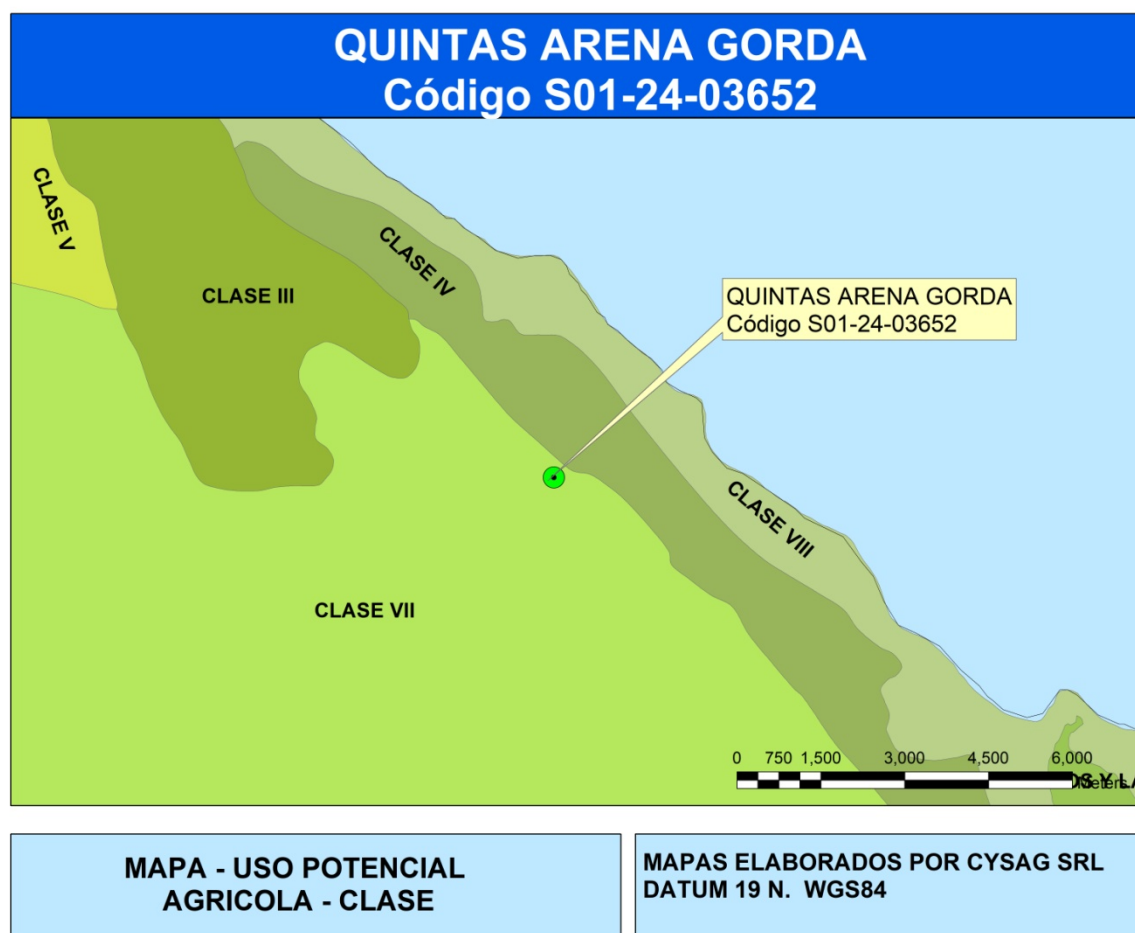 QUINTAS ARENA GORDA
Código S01-24-03652
CLASE V
CLASE III
CLASE IV
QUINTAS ARENA GORDA
Código S01-24-03652
CLASE VIII
CLASE VII
0 750 1,500 3,000 4,500 6,000
Meters
MAPA - USO POTENCIAL
AGRICOLA - CLASE
MAPAS ELABORADOS POR CYSAG SRL
DATUM 19 N. WGS84